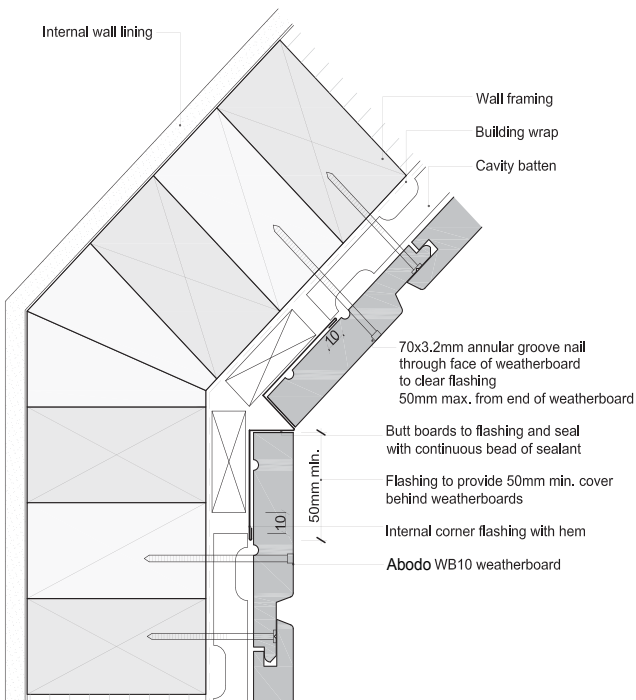 Internal wall lining
Wall framing
Building wrap
Cavity batten
10
70x3.2mm annular groove nail
through face of weatherboard
to clear flashing
50mm max. from end of weatherboard
Butt boards to flashing and seal
with continuous bead of sealant
50mm min.
Flashing to provide 50mm min. cover
behind weatherboards
10
Internal corner flashing with hem
Abodo WB10 weatherboard